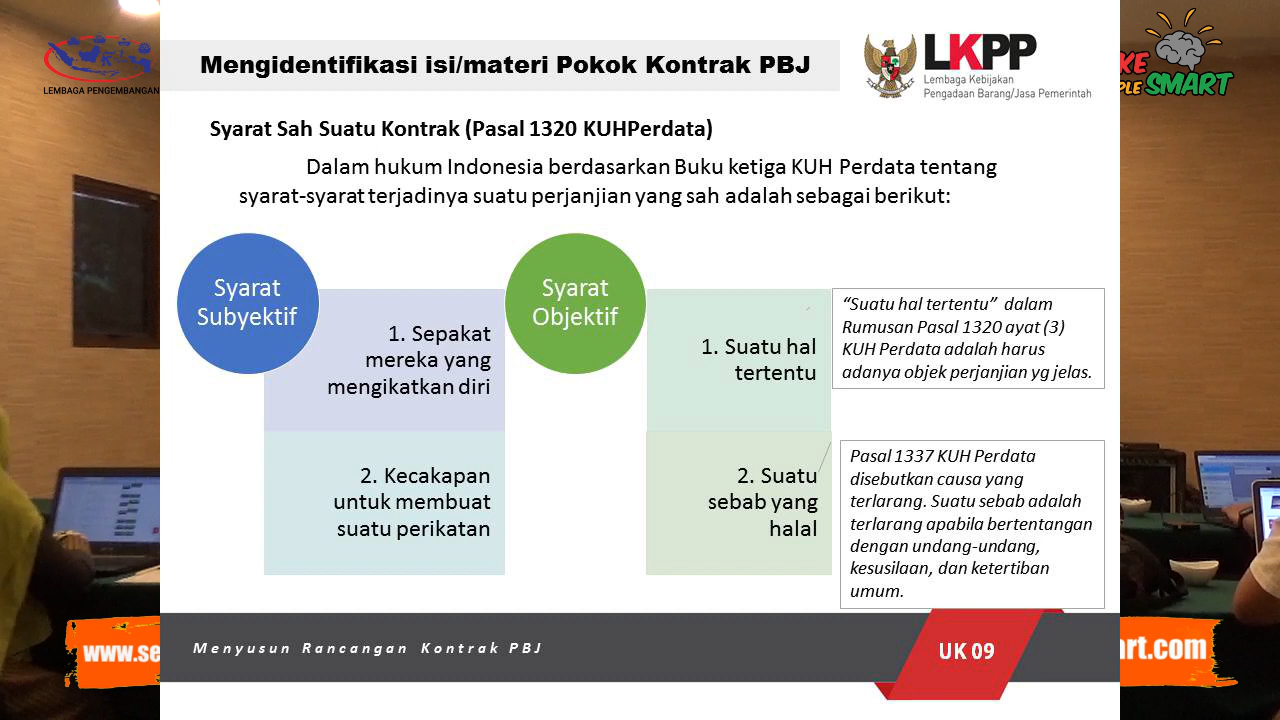 LEMBAGA PENGEMBANGAN
Mengidentifikasi isi/materi Pokok Kontrak PBJ
LKPP
Lembaga Kebijakan
Pengadaan Barang/Jasa Pemerintah
SMART
Syarat Sah Suatu Kontrak (Pasal 1320 KUHPerdata)
Dalam hukum Indonesia berdasarkan Buku ketiga KUH Perdata tentang
syarat-syarat terjadinya suatu perjanjian yang sah adalah sebagai berikut:
Syarat
Subyektif
1. Sepakat
mereka yang
mengikatkan diri
2. Kecakapan
untuk membuat
suatu perikatan
Syarat
Objektif
1. Suatu hal
tertentu
2. Suatu
sebab yang
halal
“Suatu hal tertentu” dalam
Rumusan Pasal 1320 ayat (3)
KUH Perdata adalah harus
adanya objek perjanjian yg jelas.
Pasal 1337 KUH Perdata
disebutkan causa yang
terlarang. Suatu sebab adalah
terlarang apabila bertentangan
dengan undang-undang,
kesusilaan, dan ketertiban
umum.
Menyusun Rancangan Kontrak PBJ
UK 09
www.se
art.com